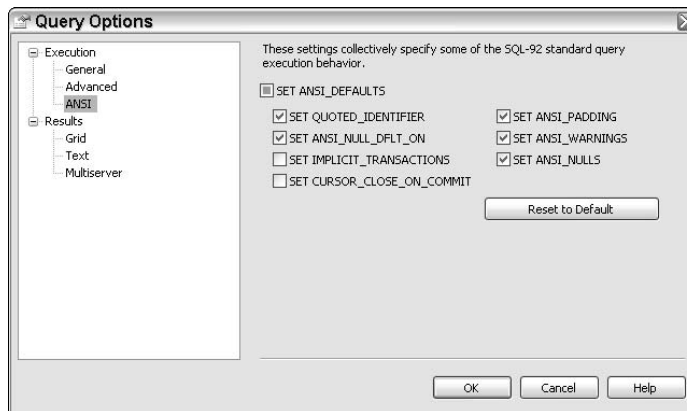 Query Options
Execution
General
Advanced
ANSI
Results
Grid
Text
Multiserver
These settings collectively specify some of the SQL-92 standard query
execution behavior.
SET ANSI_DEFAULTS
SET QUOTED_IDENTIFIER
SET ANSI_PADDING
SET ANSI_NULL_DFLT_ON
SET ANSI_WARNINGS
SET IMPLICIT_TRANSACTIONS
SET ANSI_NULLS
SET CURSOR_CLOSE_ON_COMMIT
Reset to Default
OK
Cancel
Help